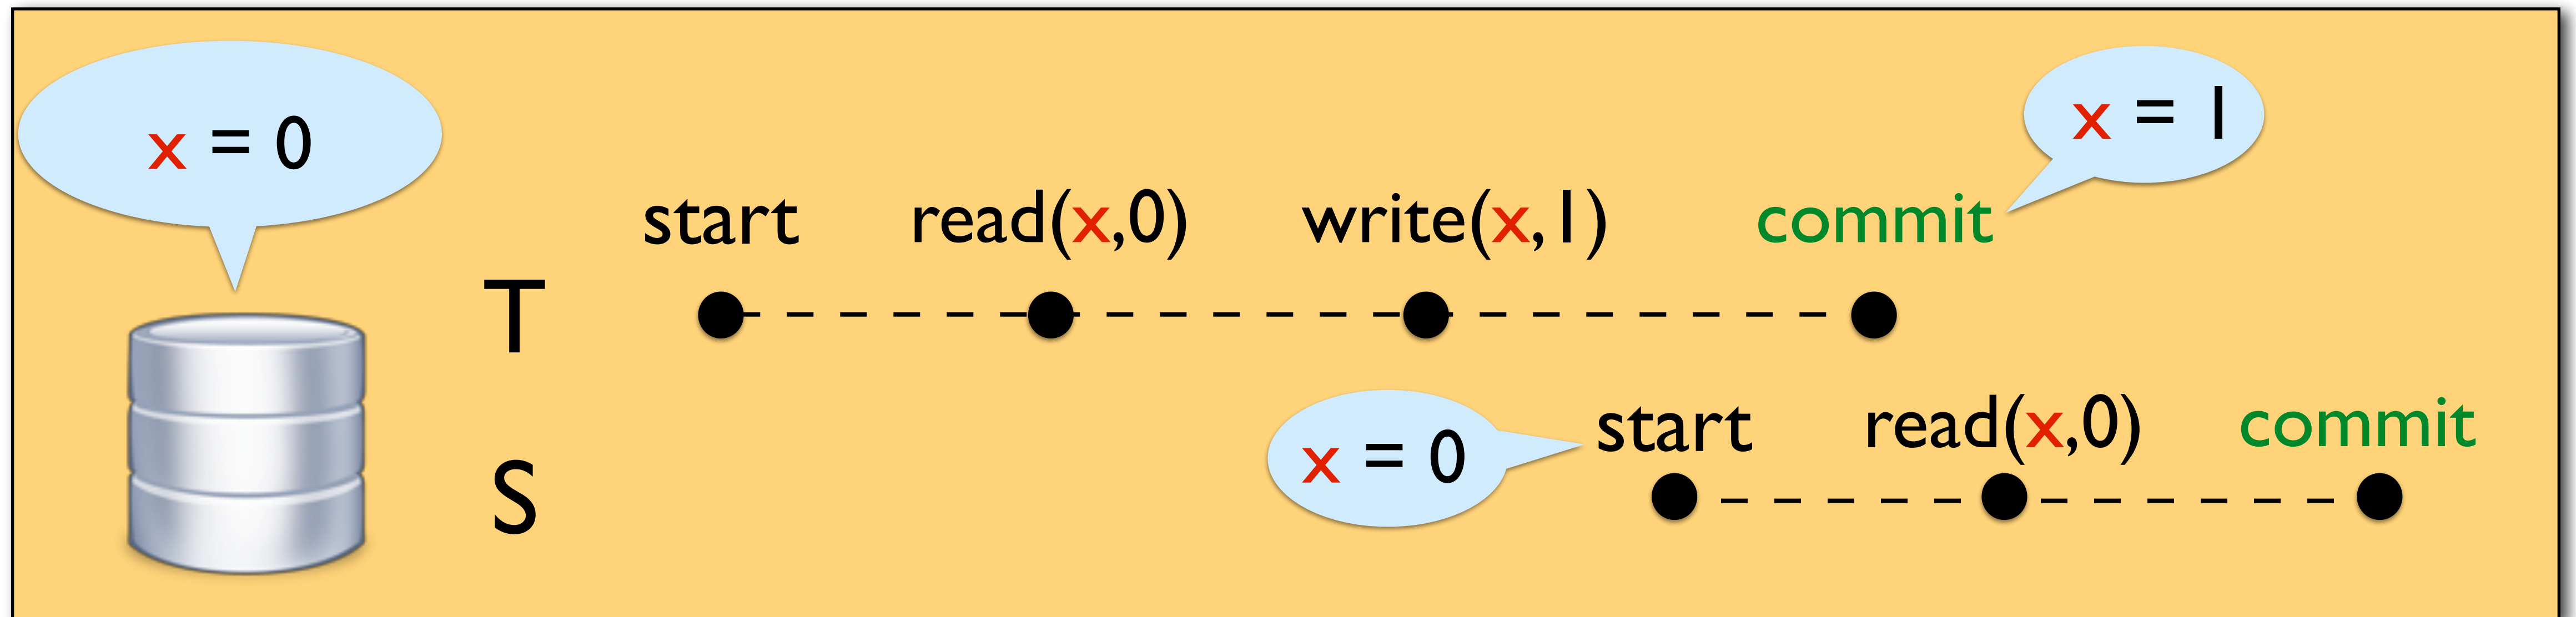 x = 0
x = 1
start read(x,0) write(x,1) commit
T
x = 0 start read(x,0) commit
S